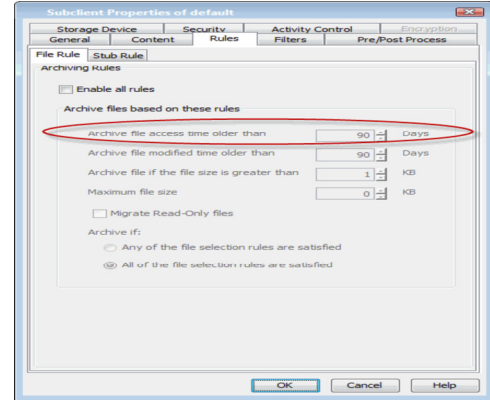 Subclient Properties of default
Storage Device Security Activity Control Encryption
General Content Rules Filters Pre/Post Process
File Rule Stub Rule
Archiving Rules
Enable all rules
Archive files based on these rules
Archive file access time older than 90 Days
Archive file modified time older than 90 Days
Archive file if the file size is greater than 1 KB
Maximum file size 0 KB
Migrate Read-Only files
Archive if:
Any of the file selection rules are satisfied
All of the file selection rules are satisfied
OK Cancel Help